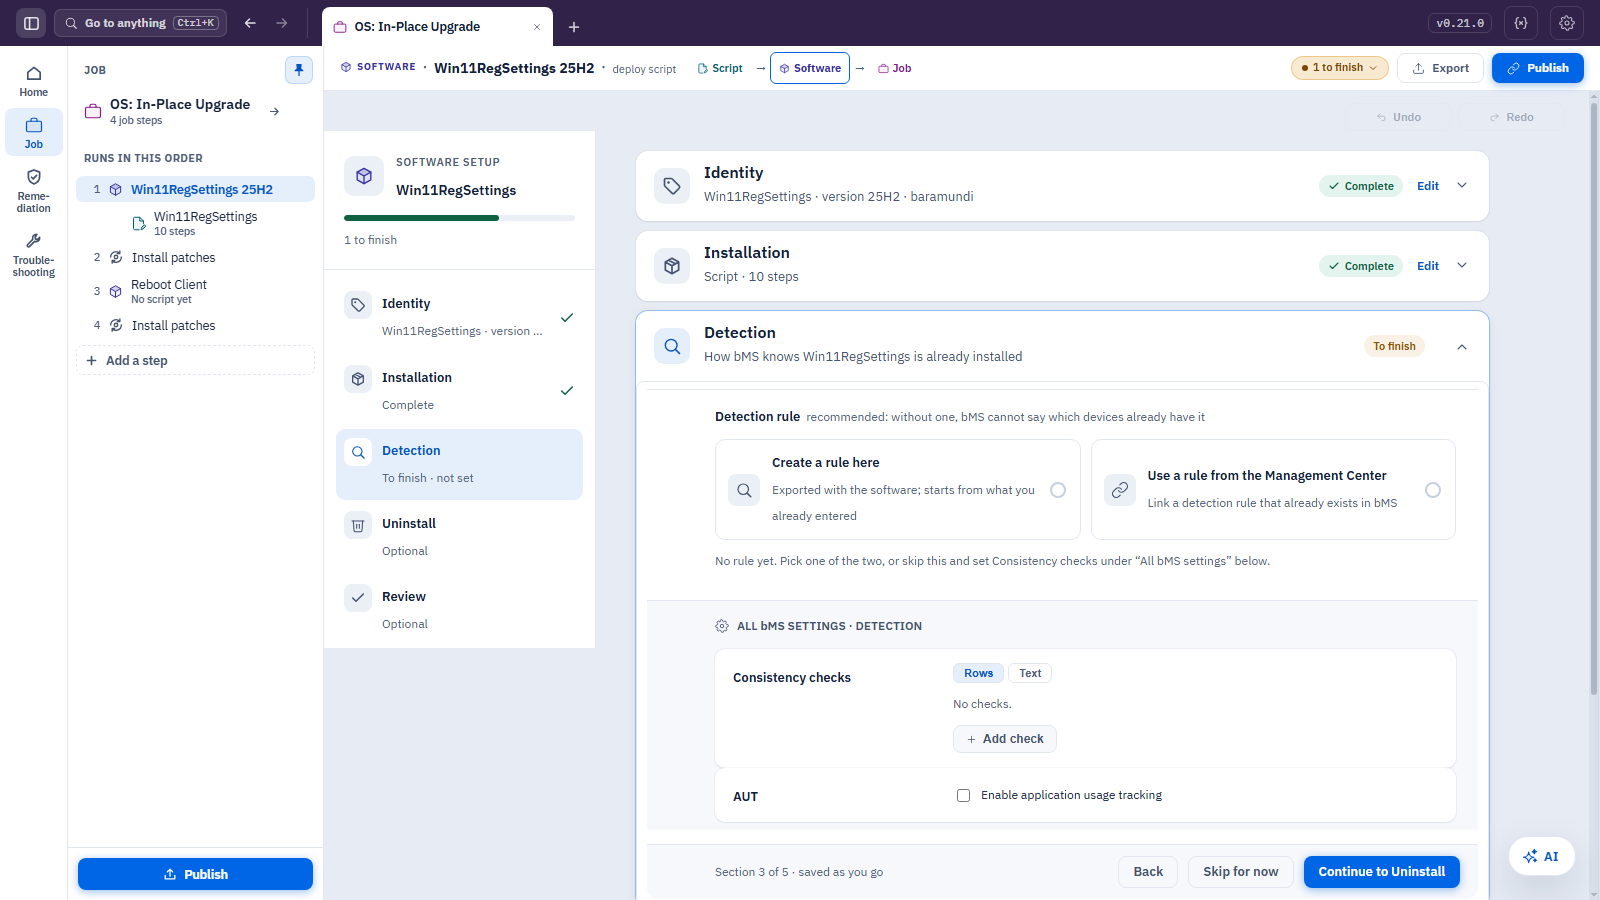 Go to anything Ctrl+K
OS: In-Place Upgrade
v0.21.0
Home
Job
Reme-
diation
Trouble-
shooting
JOB
OS: In-Place Upgrade
4 job steps
RUNS IN THIS ORDER
1 Win11RegSettings 25H2
Win11RegSettings
10 steps
2 Install patches
3 Reboot Client
No script yet
4 Install patches
Add a step
Publish
SOFTWARE · Win11RegSettings 25H2 · deploy script
Script → Software → Job
1 to finish
Export
Publish
Undo
Redo
SOFTWARE SETUP
Win11RegSettings
1 to finish
Identity
Win11RegSettings · version ...
Installation
Complete
Detection
To finish · not set
Uninstall
Optional
Review
Optional
Identity
Win11RegSettings · version 25H2 · baramundi
Complete
Edit
Installation
Script · 10 steps
Complete
Edit
Detection
How bMS knows Win11RegSettings is already installed
To finish
Detection rule recommended: without one, bMS cannot say which devices already have it
Create a rule here
Exported with the software; starts from what you
already entered
Use a rule from the Management Center
Link a detection rule that already exists in bMS
No rule yet. Pick one of the two, or skip this and set Consistency checks under “All bMS settings” below.
ALL bMS SETTINGS · DETECTION
Consistency checks
Rows
Text
No checks.
Add check
AUT
Enable application usage tracking
Section 3 of 5 · saved as you go
Back
Skip for now
Continue to Uninstall
AI